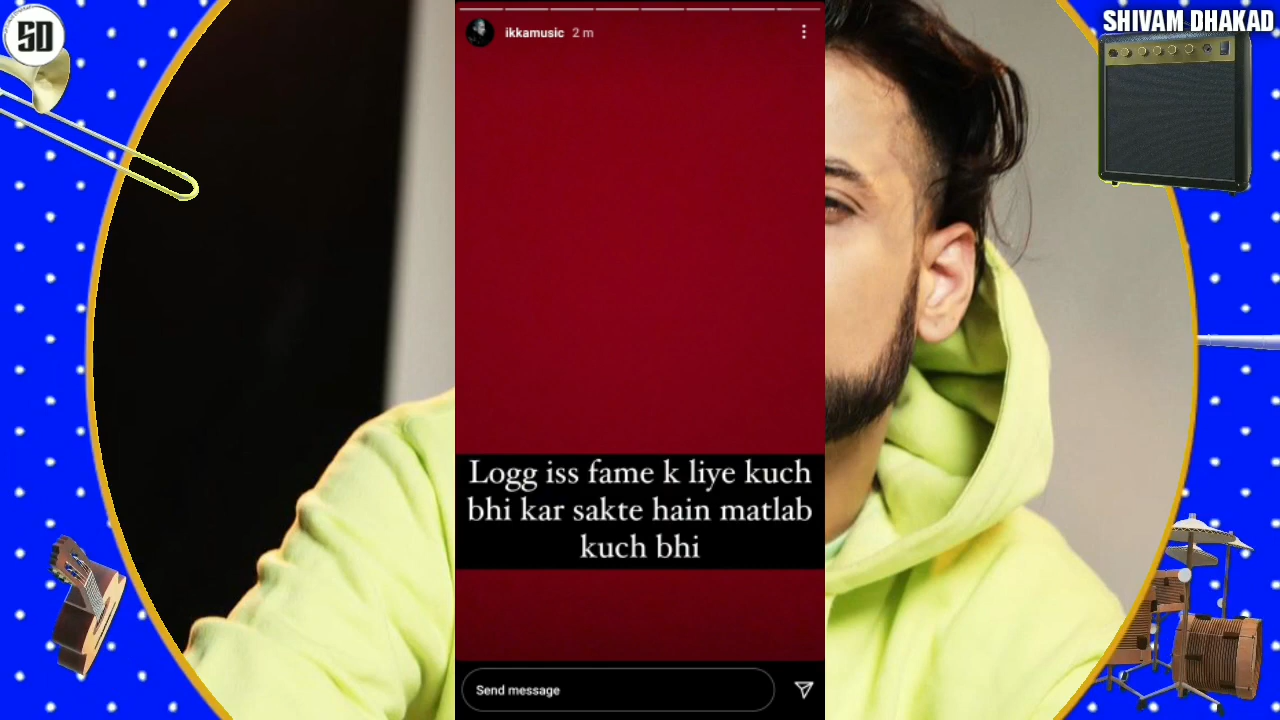 SD
SHIVAM DHAKAD
ikkamusic 2 m
Logg iss fame k liye kuch
bhi kar sakte hain matlab
kuch bhi
Send message